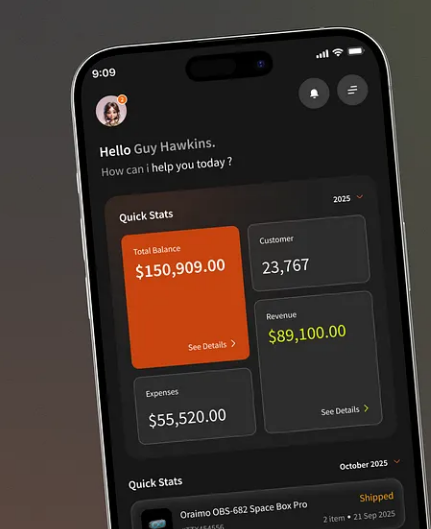 9:09
Hello Guy Hawkins.
How can i help you today ?
Quick Stats
2025
Total Balance
$150,909.00
See Details
Customer
23,767
Revenue
$89,100.00
See Details
Expenses
$55,520.00
Quick Stats
October 2025
Oraimo OBS-682 Space Box Pro
Shipped
2 item • 21 Sep 2025